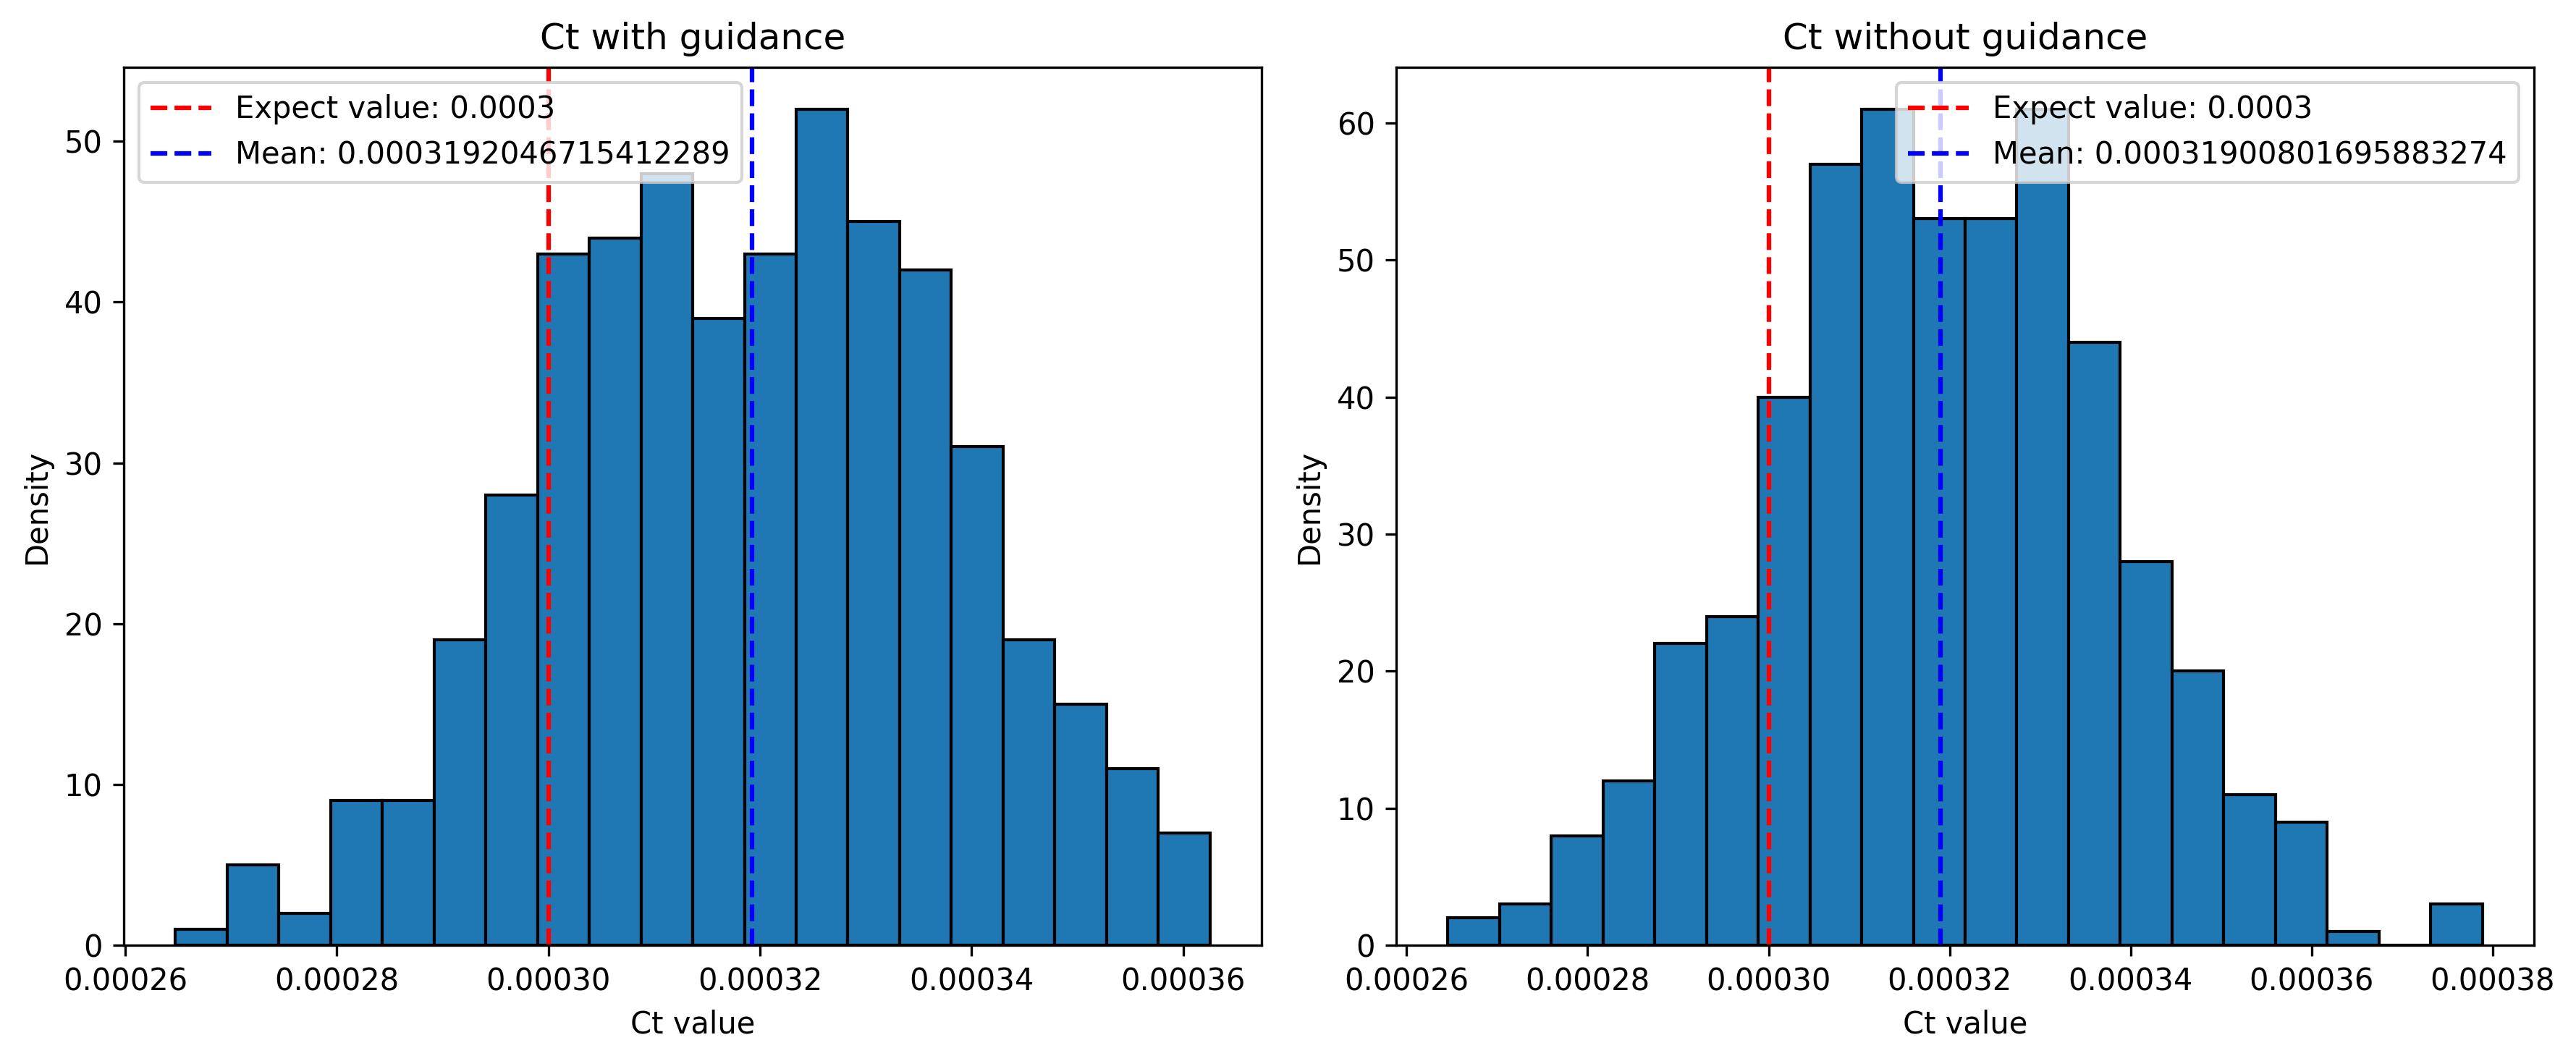 Ct with guidance
Expect value: 0.0003
Mean: 0.0003192046715412289
Density
50
40
30
20
10
0
0.00026 0.00028 0.00030 0.00032 0.00034 0.00036
Ct value
Ct without guidance
Expect value: 0.0003
Mean: 0.00031900801695883274
Density
60
50
40
30
20
10
0
0.00026 0.00028 0.00030 0.00032 0.00034 0.00036 0.00038
Ct value